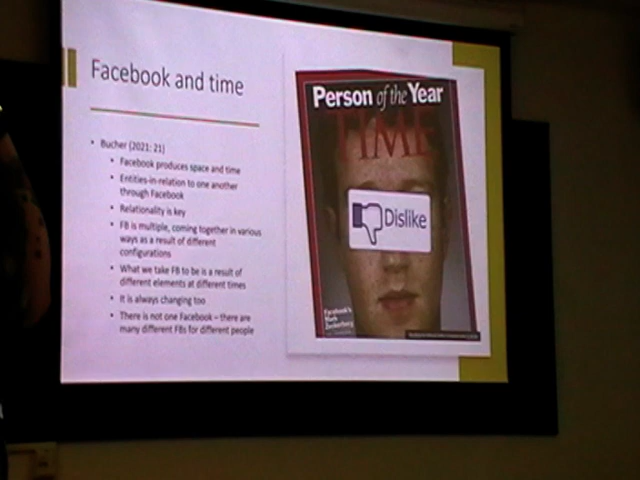 Facebook and time
• Bucher (2021: 21)
• Facebook produces space and time
• Entities-in-relation to one another
through Facebook
• Relationality is key
• FB is multiple, coming together in various
ways as a result of different
configurations
• What we take FB to be is a result of
different elements at different times
• It is always changing too
• There is not one Facebook – there are
many different FBs for different people
Person of the Year
TIME
Dislike
Facebook's
Mark
Zuckerberg